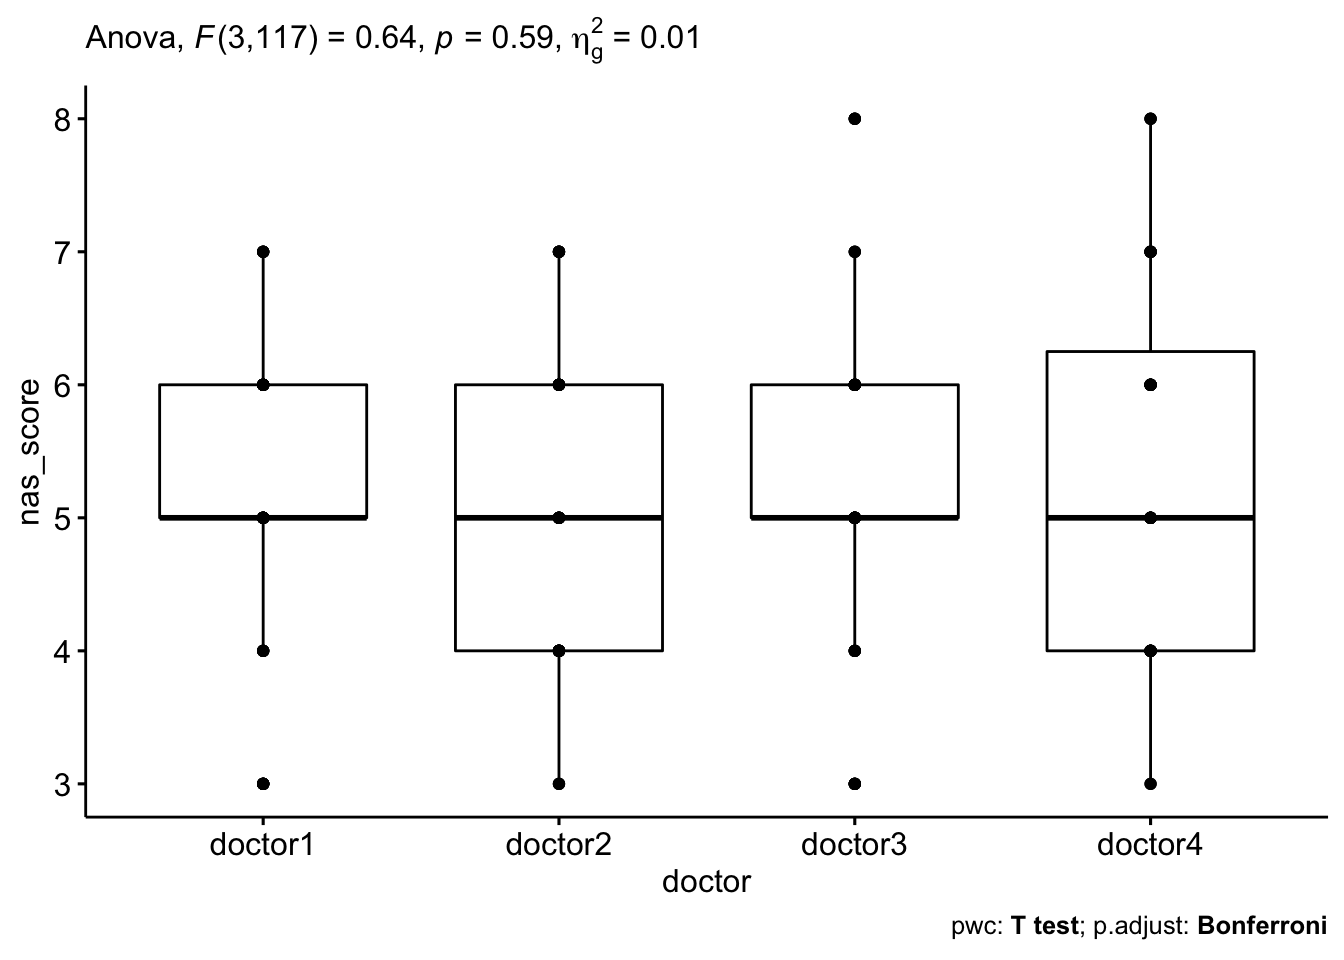 Anova, F(3,117) = 0.64, p = 0.59, η²g = 0.01
8
7
6
5
4
3
nas_score
doctor1 doctor2 doctor3 doctor4
doctor
pwc: T test; p.adjust: Bonferroni